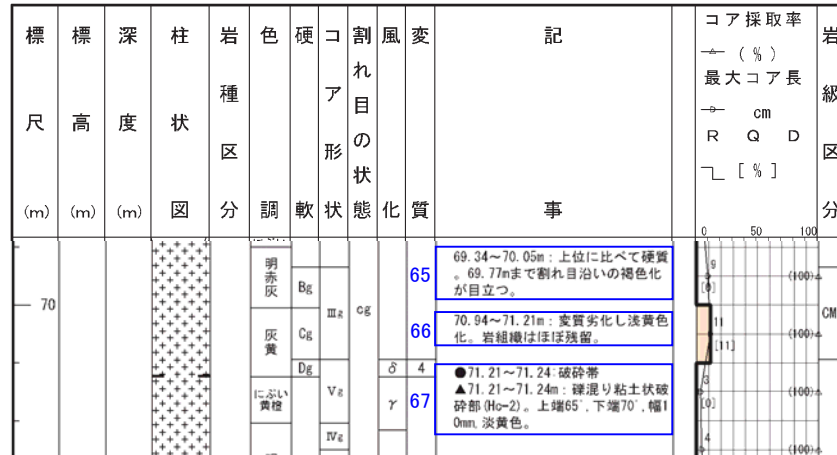 標尺(m)
標高(m)
深度(m)
柱状図
岩種区分
色調
硬軟
コア形状
割れ目の状態
風化
変質
記事
コア採取率
(%)
最大コア長
cm
RQD
[%]
岩級区分
0 50 100
70
明赤灰
灰黄
にぶい黄橙
Bg
Cg
Dg
Ⅲg
Ⅴg
Ⅳg
cg
δ
γ
4
65
69.34~70.05m:上位に比べて硬質
。69.77mまで割れ目沿いの褐色化
が目立つ。
66
70.94~71.21m:変質劣化し浅黄色
化。岩組織はほぼ残留。
67
●71.21~71.24:破砕帯
▲71.21~71.24m:礫混り粘土状破
砕部(Hc-2)。上端65゜,下端70゜,幅1
0mm,淡黄色。
9
[0]
(100)
11
[11]
(100)
3
[0]
(100)
4
(100)
CM